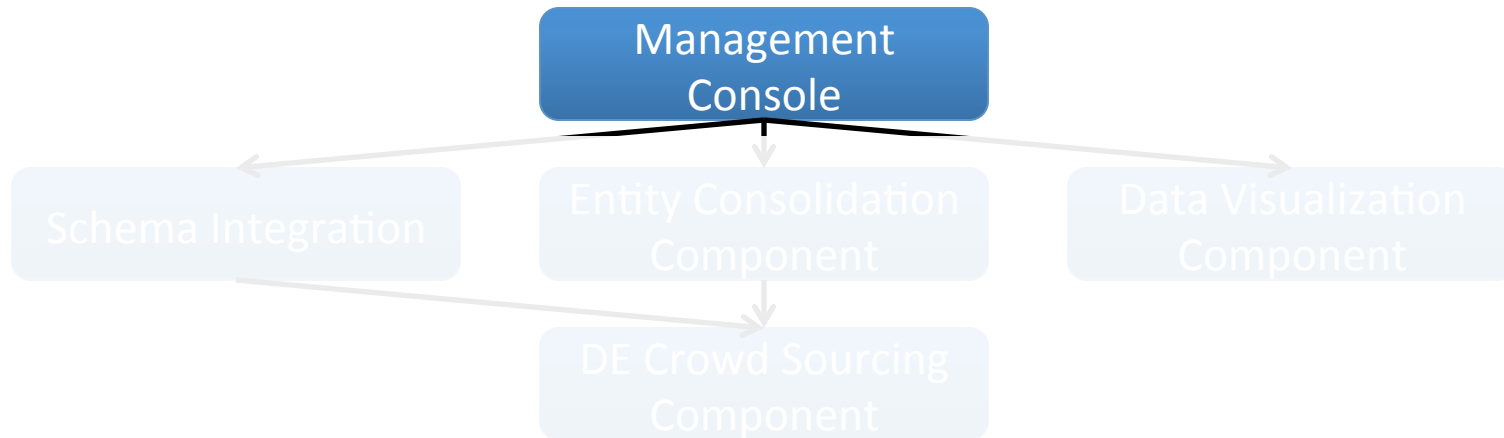 Management
Console
Schema Integration
Entity Consolidation
Component
Data Visualization
Component
DE Crowd Sourcing
Component